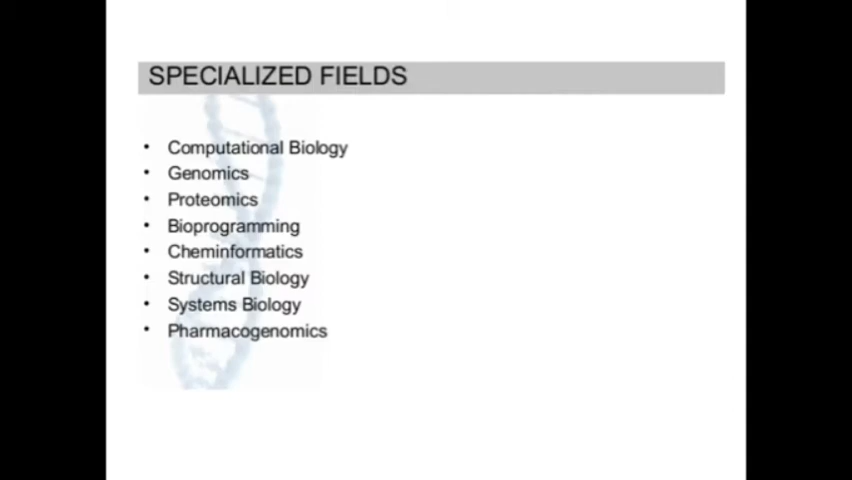 SPECIALIZED FIELDS
• Computational Biology
• Genomics
• Proteomics
• Bioprogramming
• Cheminformatics
• Structural Biology
• Systems Biology
• Pharmacogenomics